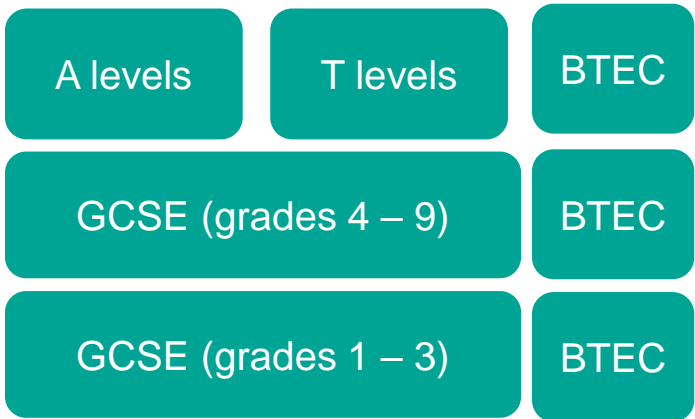 A levels
T levels
BTEC
GCSE (grades 4 – 9)
BTEC
GCSE (grades 1 – 3)
BTEC